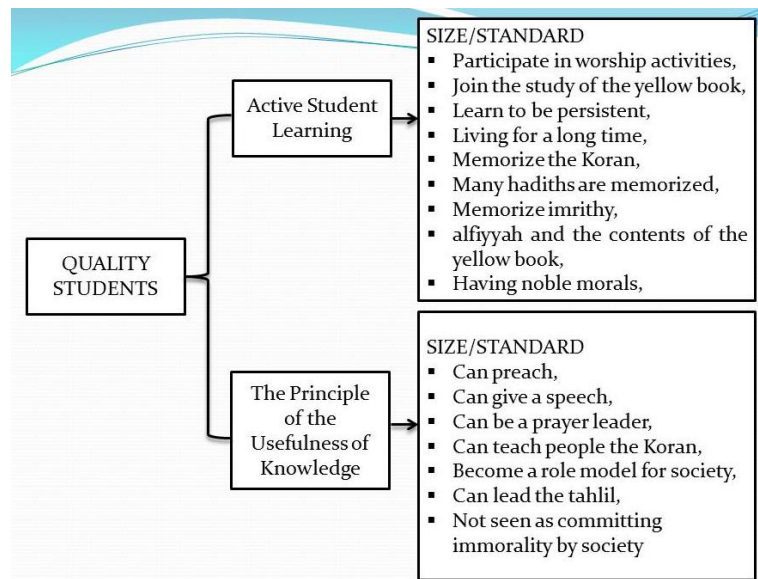 QUALITY
STUDENTS
Active Student
Learning
SIZE/STANDARD
▪ Participate in worship activities,
▪ Join the study of the yellow book,
▪ Learn to be persistent,
▪ Living for a long time,
▪ Memorize the Koran,
▪ Many hadiths are memorized,
▪ Memorize imrithy,
▪ alfiyyah and the contents of the
yellow book,
▪ Having noble morals,
The Principle
of the
Usefulness of
Knowledge
SIZE/STANDARD
▪ Can preach,
▪ Can give a speech,
▪ Can be a prayer leader,
▪ Can teach people the Koran,
▪ Become a role model for society,
▪ Can lead the tahlil,
▪ Not seen as committing
immorality by society